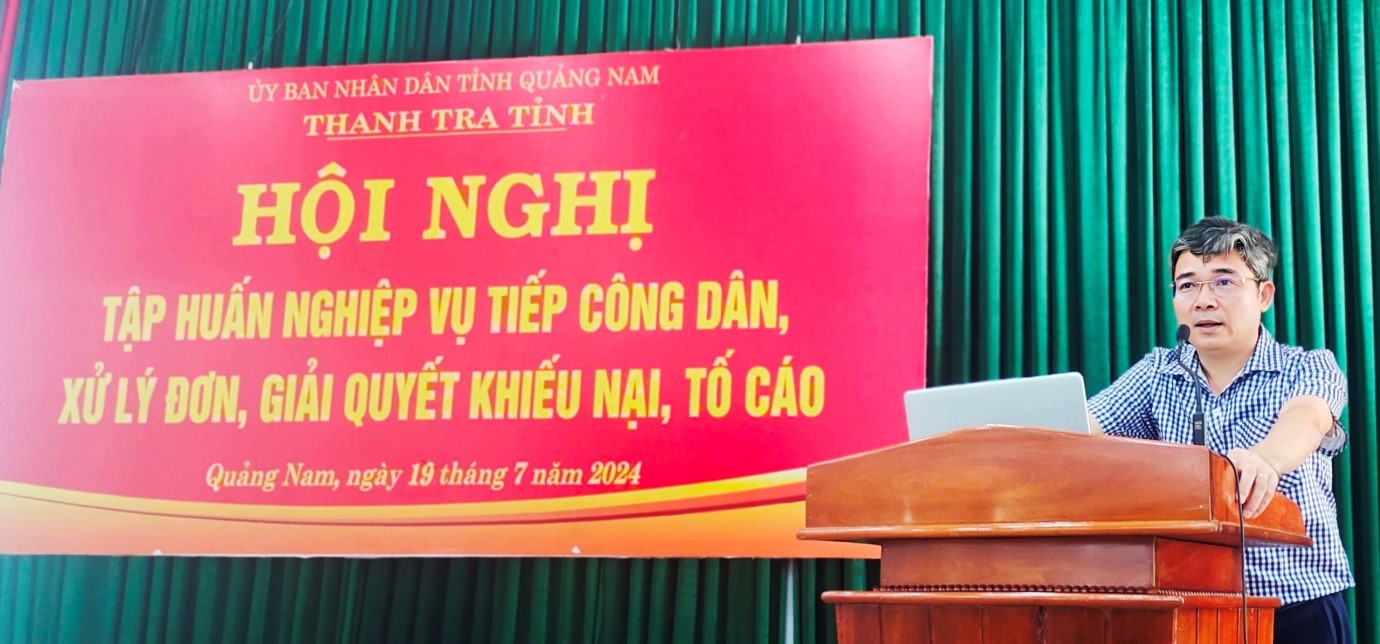 ỦY BAN NHÂN DÂN TỈNH QUẢNG NAM
THANH TRA TỈNH
HỘI NGHỊ
TẬP HUẤN NGHIỆP VỤ TIẾP CÔNG DÂN,
XỬ LÝ ĐƠN, GIẢI QUYẾT KHIẾU NẠI, TỐ CÁO
Quảng Nam, ngày 19 tháng 7 năm 2024